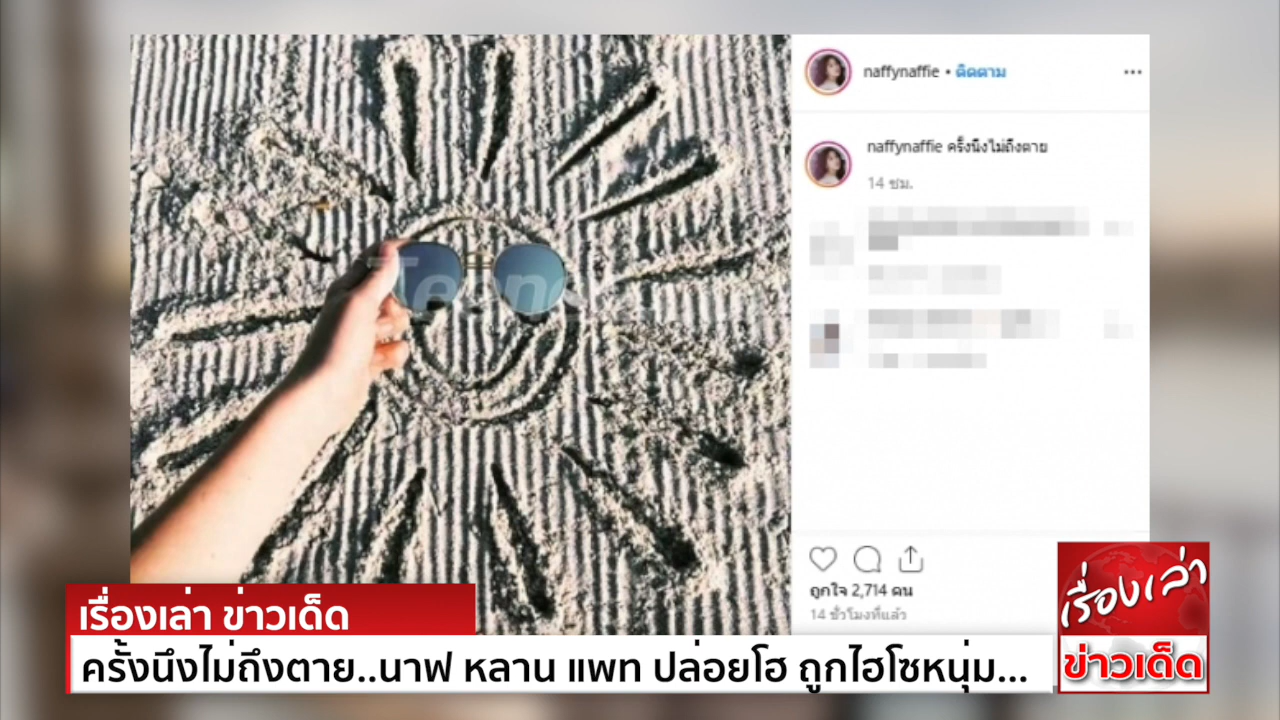 naffynaffie • ติดตาม
naffynaffie ครั้งนึงไม่ถึงตาย
14 ชม.
ถูกใจ 2,714 คน
14 ชั่วโมงที่แล้ว
เรื่องเล่า ข่าวเด็ด
ครั้งนึงไม่ถึงตาย..นาฟ หลาน แพท ปล่อยโฮ ถูกไฮโซหนุ่ม...
เรื่องเล่า
ข่าวเด็ด